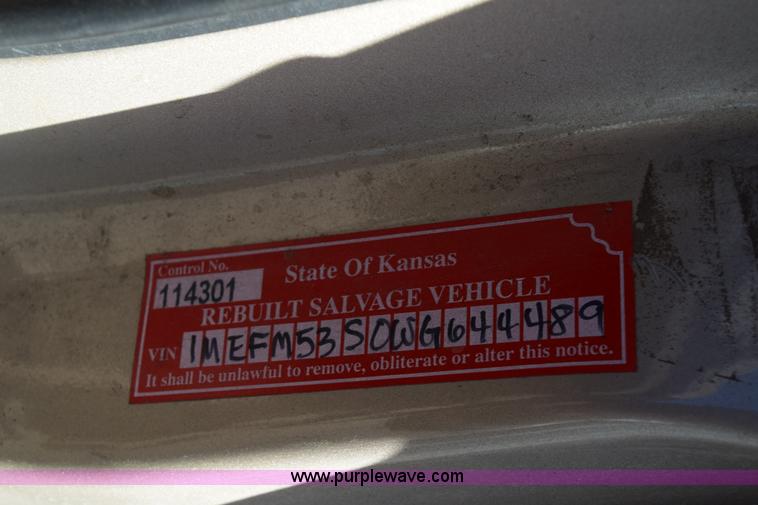 Control No.
114301
State Of Kansas
REBUILT SALVAGE VEHICLE
VIN 1MEFM53S0WG644489
It shall be unlawful to remove, obliterate or alter this notice.
www.purplewave.com